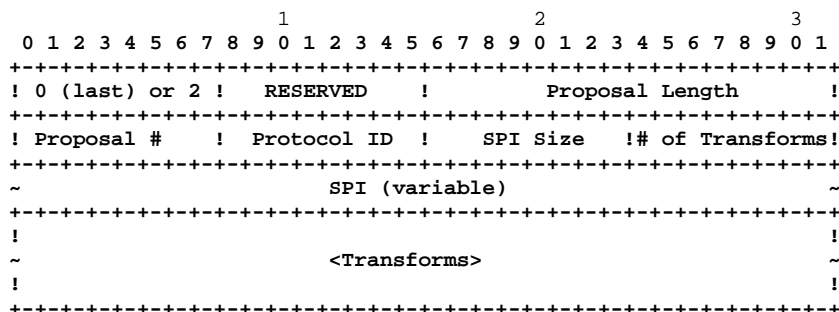 1                   2                   3
 0 1 2 3 4 5 6 7 8 9 0 1 2 3 4 5 6 7 8 9 0 1 2 3 4 5 6 7 8 9 0 1
+-+-+-+-+-+-+-+-+-+-+-+-+-+-+-+-+-+-+-+-+-+-+-+-+-+-+-+-+-+-+-+-+
! 0 (last) or 2 !   RESERVED    !         Proposal Length       !
+-+-+-+-+-+-+-+-+-+-+-+-+-+-+-+-+-+-+-+-+-+-+-+-+-+-+-+-+-+-+-+-+
! Proposal #    !  Protocol ID  !    SPI Size   !# of Transforms!
+-+-+-+-+-+-+-+-+-+-+-+-+-+-+-+-+-+-+-+-+-+-+-+-+-+-+-+-+-+-+-+-+
~                        SPI (variable)                         ~
+-+-+-+-+-+-+-+-+-+-+-+-+-+-+-+-+-+-+-+-+-+-+-+-+-+-+-+-+-+-+-+-+
!                                                               !
~                        <Transforms>                           ~
!                                                               !
+-+-+-+-+-+-+-+-+-+-+-+-+-+-+-+-+-+-+-+-+-+-+-+-+-+-+-+-+-+-+-+-+